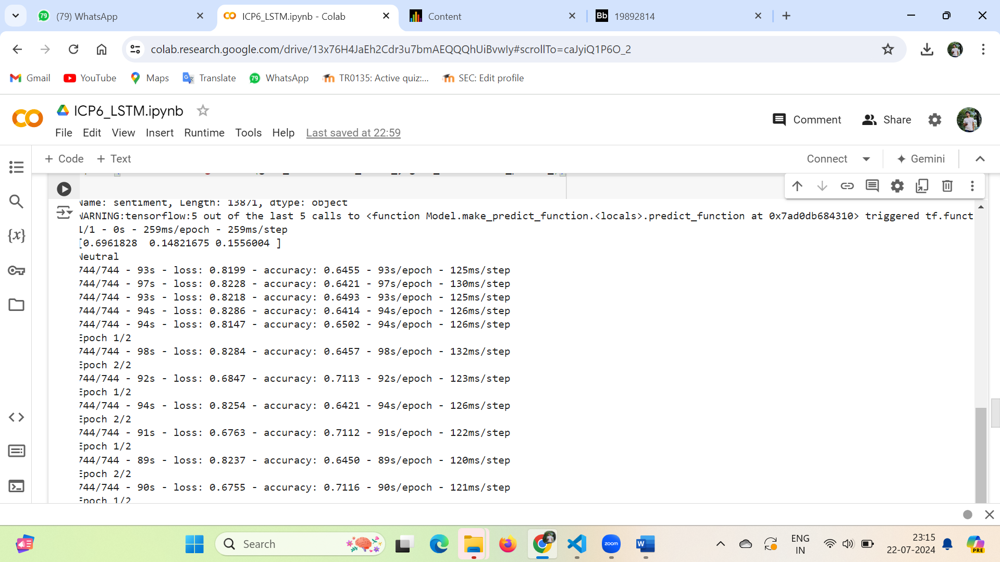 79 (79) WhatsApp
ICP6_LSTM.ipynb - Colab
Content
Bb 19892814
colab.research.google.com/drive/13x76H4JaEh2Cdr3u7bmAEQQQhUiBvwIy#scrollTo=caJyiQ1P6O_2
Gmail YouTube Maps Translate 79 WhatsApp TR0135: Active quiz:... SEC: Edit profile
ICP6_LSTM.ipynb
Comment Share
File Edit View Insert Runtime Tools Help Last saved at 22:59
+ Code + Text
Connect Gemini
{x}
Name: sentiment, Length: 13871, dtype: object
WARNING:tensorflow:5 out of the last 5 calls to <function Model.make_predict_function.<locals>.predict_function at 0x7ad0db684310> triggered tf.funct
1/1 - 0s - 259ms/epoch - 259ms/step
[0.6961828  0.14821675 0.1556004 ]
Neutral
744/744 - 93s - loss: 0.8199 - accuracy: 0.6455 - 93s/epoch - 125ms/step
744/744 - 97s - loss: 0.8228 - accuracy: 0.6421 - 97s/epoch - 130ms/step
744/744 - 93s - loss: 0.8218 - accuracy: 0.6493 - 93s/epoch - 125ms/step
744/744 - 94s - loss: 0.8286 - accuracy: 0.6414 - 94s/epoch - 126ms/step
744/744 - 94s - loss: 0.8147 - accuracy: 0.6502 - 94s/epoch - 126ms/step
Epoch 1/2
744/744 - 98s - loss: 0.8284 - accuracy: 0.6457 - 98s/epoch - 132ms/step
Epoch 2/2
744/744 - 92s - loss: 0.6847 - accuracy: 0.7113 - 92s/epoch - 123ms/step
Epoch 1/2
744/744 - 94s - loss: 0.8254 - accuracy: 0.6421 - 94s/epoch - 126ms/step
Epoch 2/2
744/744 - 91s - loss: 0.6763 - accuracy: 0.7112 - 91s/epoch - 122ms/step
Epoch 1/2
744/744 - 89s - loss: 0.8237 - accuracy: 0.6450 - 89s/epoch - 120ms/step
Epoch 2/2
744/744 - 90s - loss: 0.6755 - accuracy: 0.7116 - 90s/epoch - 121ms/step
Epoch 1/2
Search
zoom
W
ENG
IN
23:15
22-07-2024
PRE